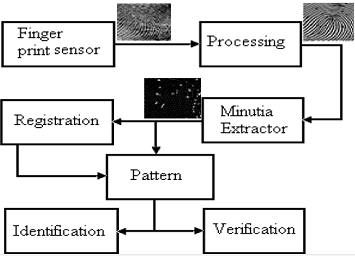 Finger
print sensor
Processing
Registration
Minutia
Extractor
Pattern
Identification
Verification